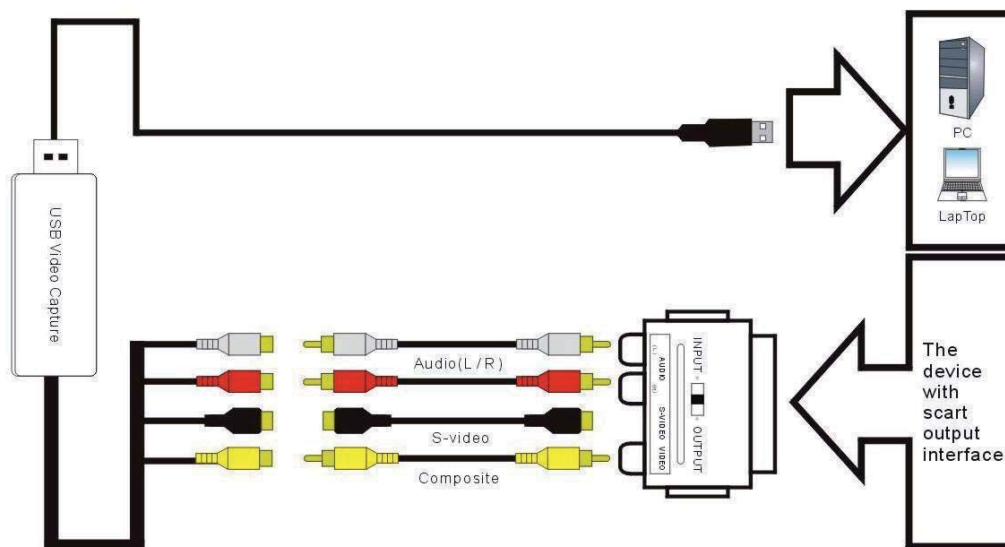 PC
LapTop
USB Video Capture
Audio(L/R)
S-video
Composite
(L)
AUDIO
(R)
S-VIDEO
VIDEO
INPUT
OUTPUT
The
device
with
scart
output
interface